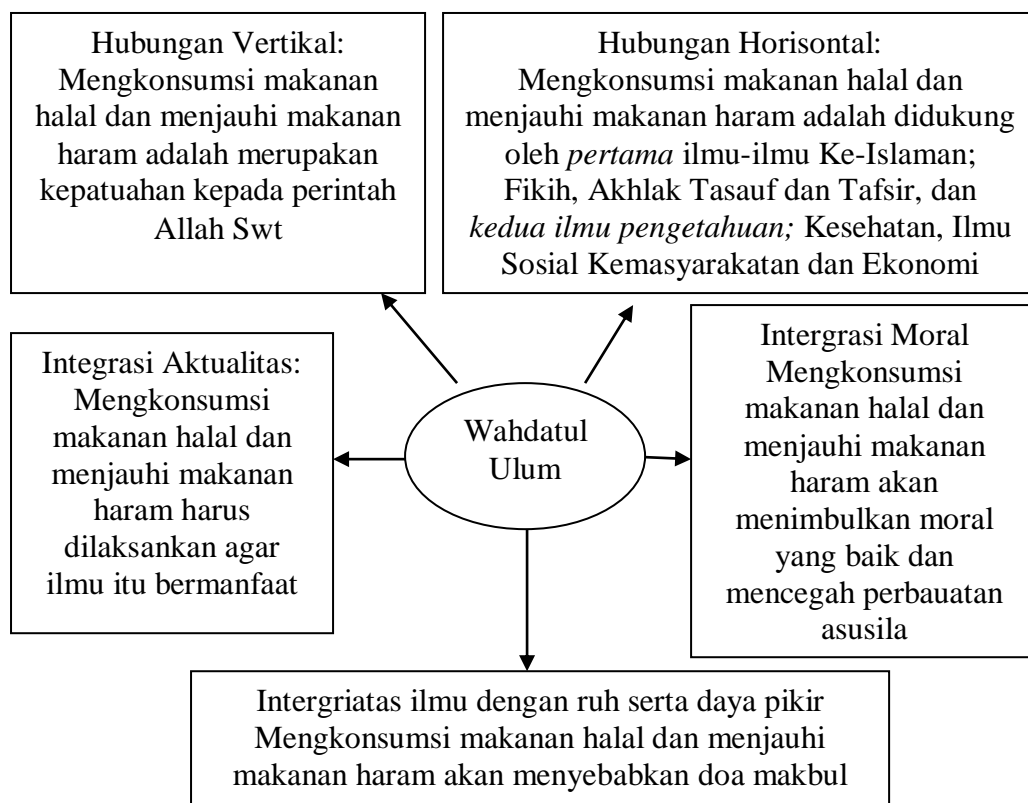 Hubungan Vertikal:
Mengkonsumsi makanan
halal dan menjauhi makanan
haram adalah merupakan
kepatuhan kepada perintah
Allah Swt
Hubungan Horisontal:
Mengkonsumsi makanan halal dan
menjauhi makanan haram adalah didukung
oleh pertama ilmu-ilmu Ke-Islaman;
Fikih, Akhlak Tasauf dan Tafsir, dan
kedua ilmu pengetahuan; Kesehatan, Ilmu
Sosial Kemasyarakatan dan Ekonomi
Integrasi Aktualitas:
Mengkonsumsi
makanan halal dan
menjauhi makanan
haram harus
dilaksankan agar
ilmu itu bermanfaat
Wahdatul
Ulum
Intergrasi Moral
Mengkonsumsi
makanan halal dan
menjauhi makanan
haram akan
menimbulkan moral
yang baik dan
mencegah perbauatan
asusila
Intergriatas ilmu dengan ruh serta daya pikir
Mengkonsumsi makanan halal dan menjauhi
makanan haram akan menyebabkan doa makbul